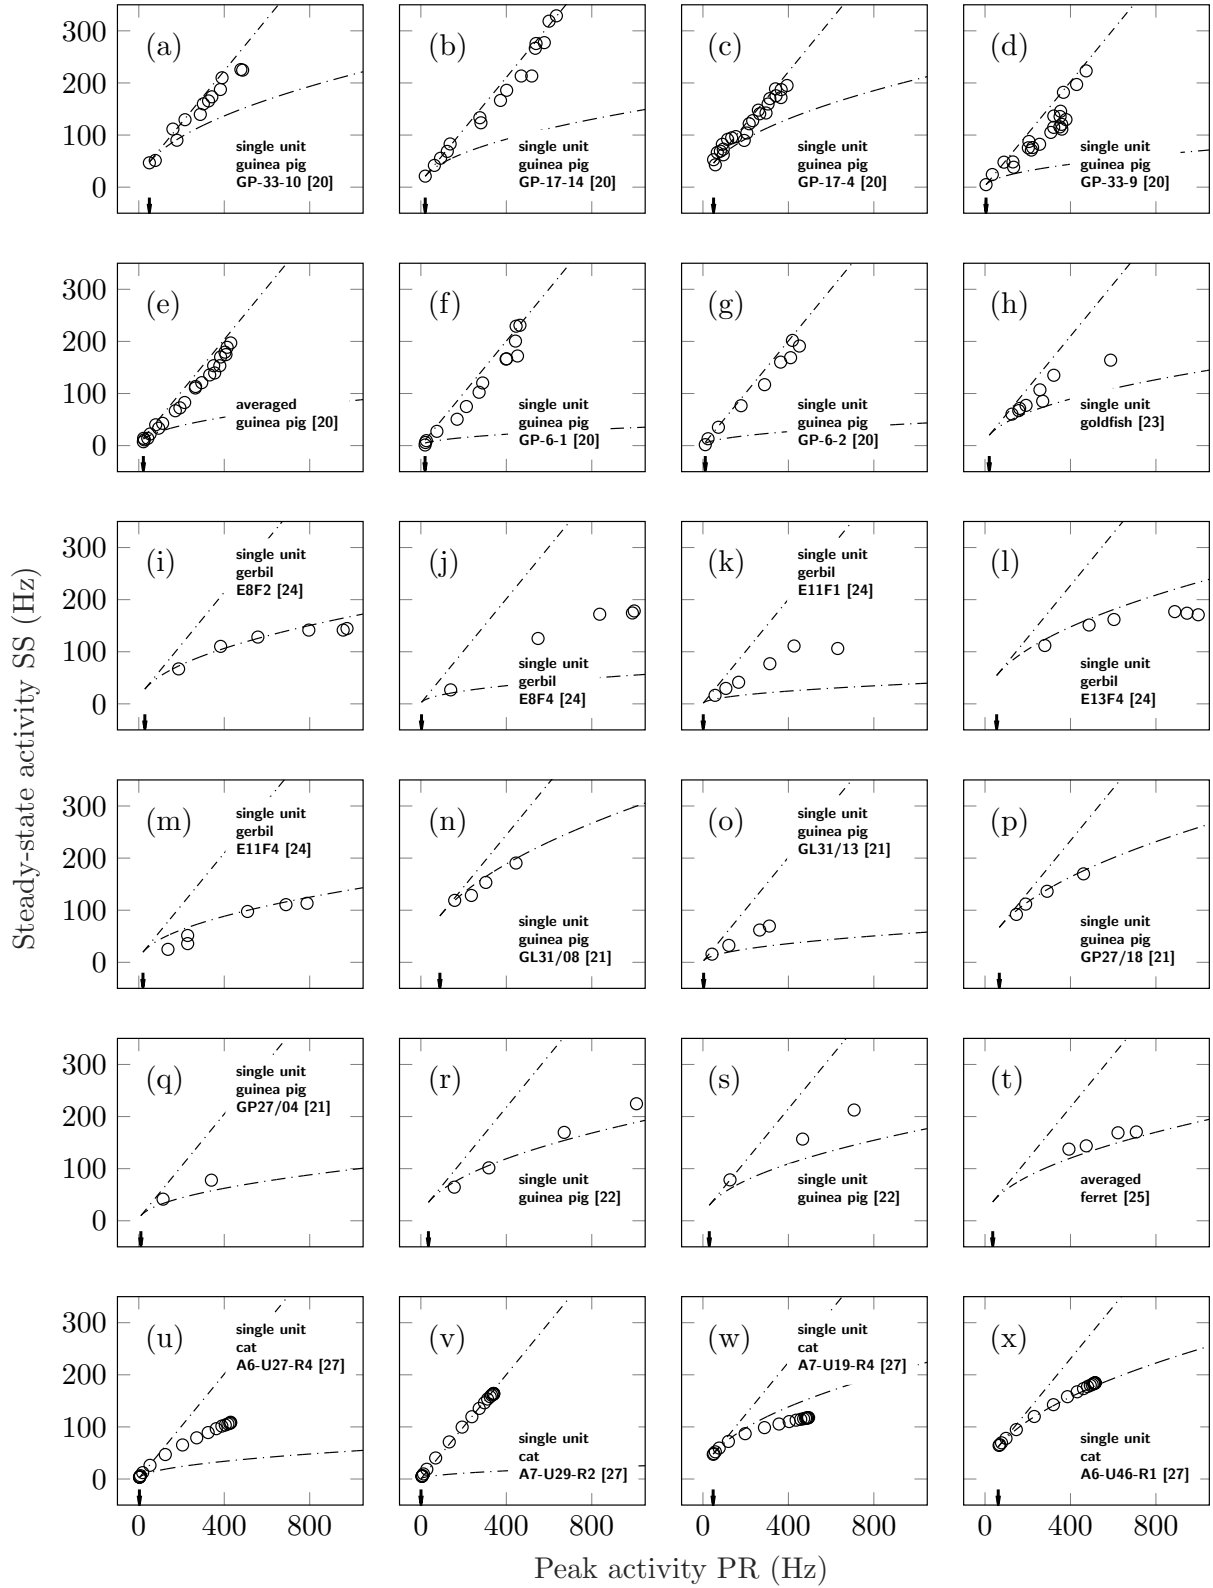 300
200
100
0
(a)
single unit
guinea pig
GP-33-10 [20]
(b)
single unit
guinea pig
GP-17-14 [20]
(c)
single unit
guinea pig
GP-17-4 [20]
(d)
single unit
guinea pig
GP-33-9 [20]
300
200
100
0
(e)
averaged
guinea pig [20]
(f)
single unit
guinea pig
GP-6-1 [20]
(g)
single unit
guinea pig
GP-6-2 [20]
(h)
single unit
goldfish [23]
Steady-state activity SS (Hz)
300
200
100
0
(i)
single unit
gerbil
E8F2 [24]
(j)
single unit
gerbil
E8F4 [24]
(k)
single unit
gerbil
E11F1 [24]
(l)
single unit
gerbil
E13F4 [24]
300
200
100
0
(m)
single unit
gerbil
E11F4 [24]
(n)
single unit
guinea pig
GL31/08 [21]
(o)
single unit
guinea pig
GL31/13 [21]
(p)
single unit
guinea pig
GP27/18 [21]
300
200
100
0
(q)
single unit
guinea pig
GP27/04 [21]
(r)
single unit
guinea pig [22]
(s)
single unit
guinea pig [22]
(t)
averaged
ferret [25]
300
200
100
0
(u)
single unit
cat
A6-U27-R4 [27]
(v)
single unit
cat
A7-U29-R2 [27]
(w)
single unit
cat
A7-U19-R4 [27]
(x)
single unit
cat
A6-U46-R1 [27]
0 400 800
0 400 800
0 400 800
0 400 800
Peak activity PR (Hz)